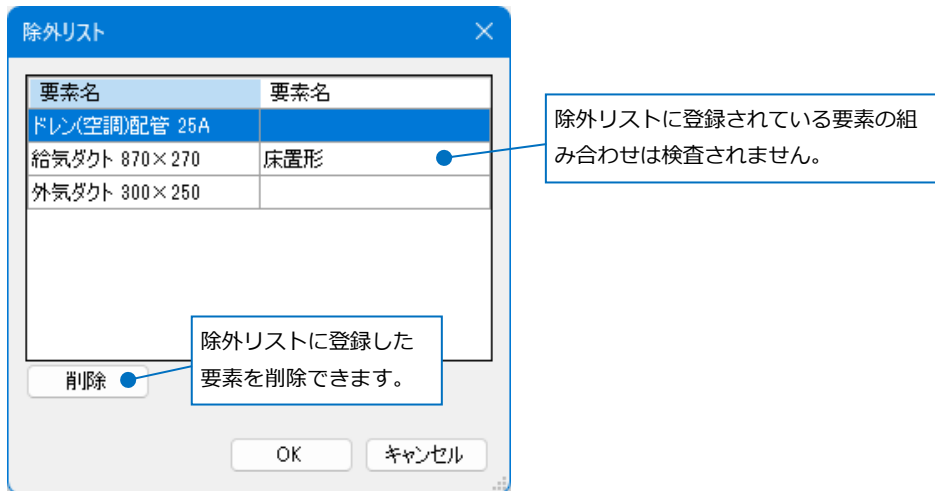 除外リスト
要素名 要素名
ドレン(空調)配管 25A
給気ダクト 870×270 床置形
外気ダクト 300×250
除外リストに登録されている要素の組
み合わせは検査されません。
除外リストに登録した
要素を削除できます。
削除
OK キャンセル